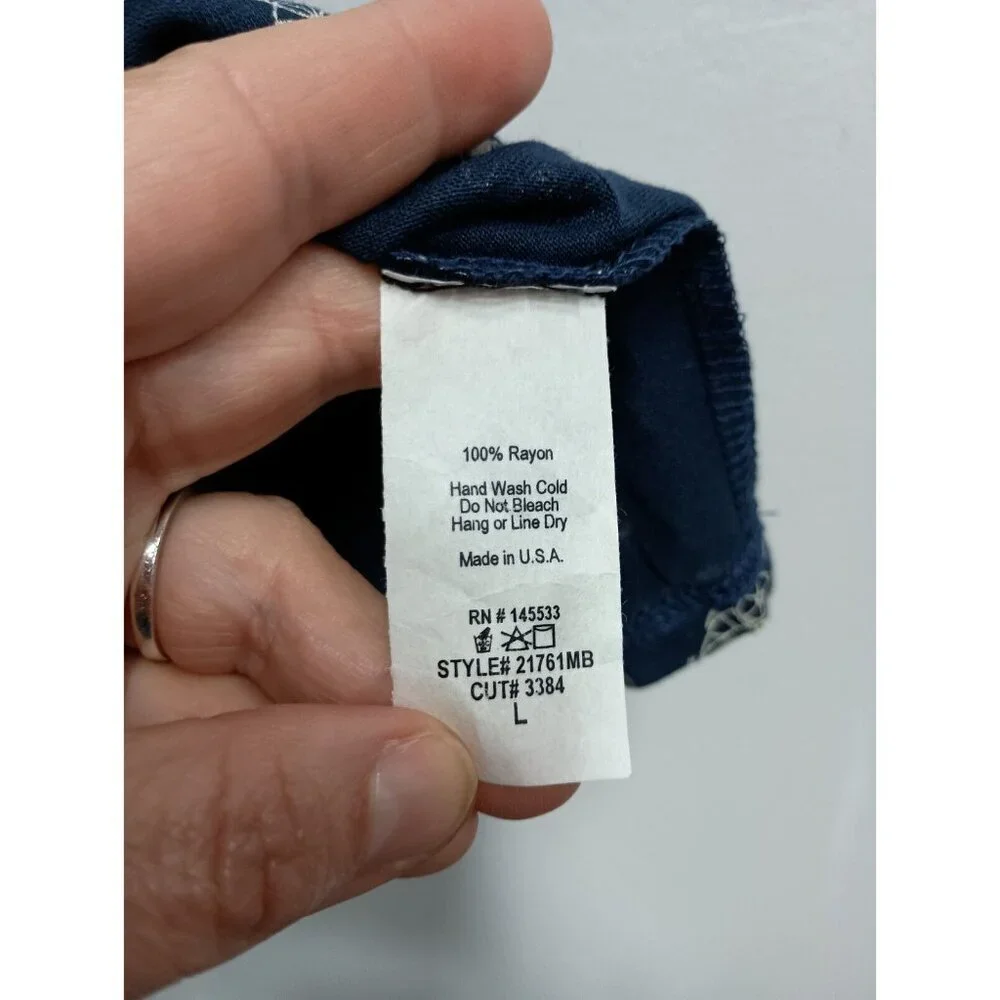 100% Rayon
Hand Wash Cold
Do Not Bleach
Hang or Line Dry
Made in U.S.A.
RN # 145533
STYLE# 21761MB
CUT# 3384
L